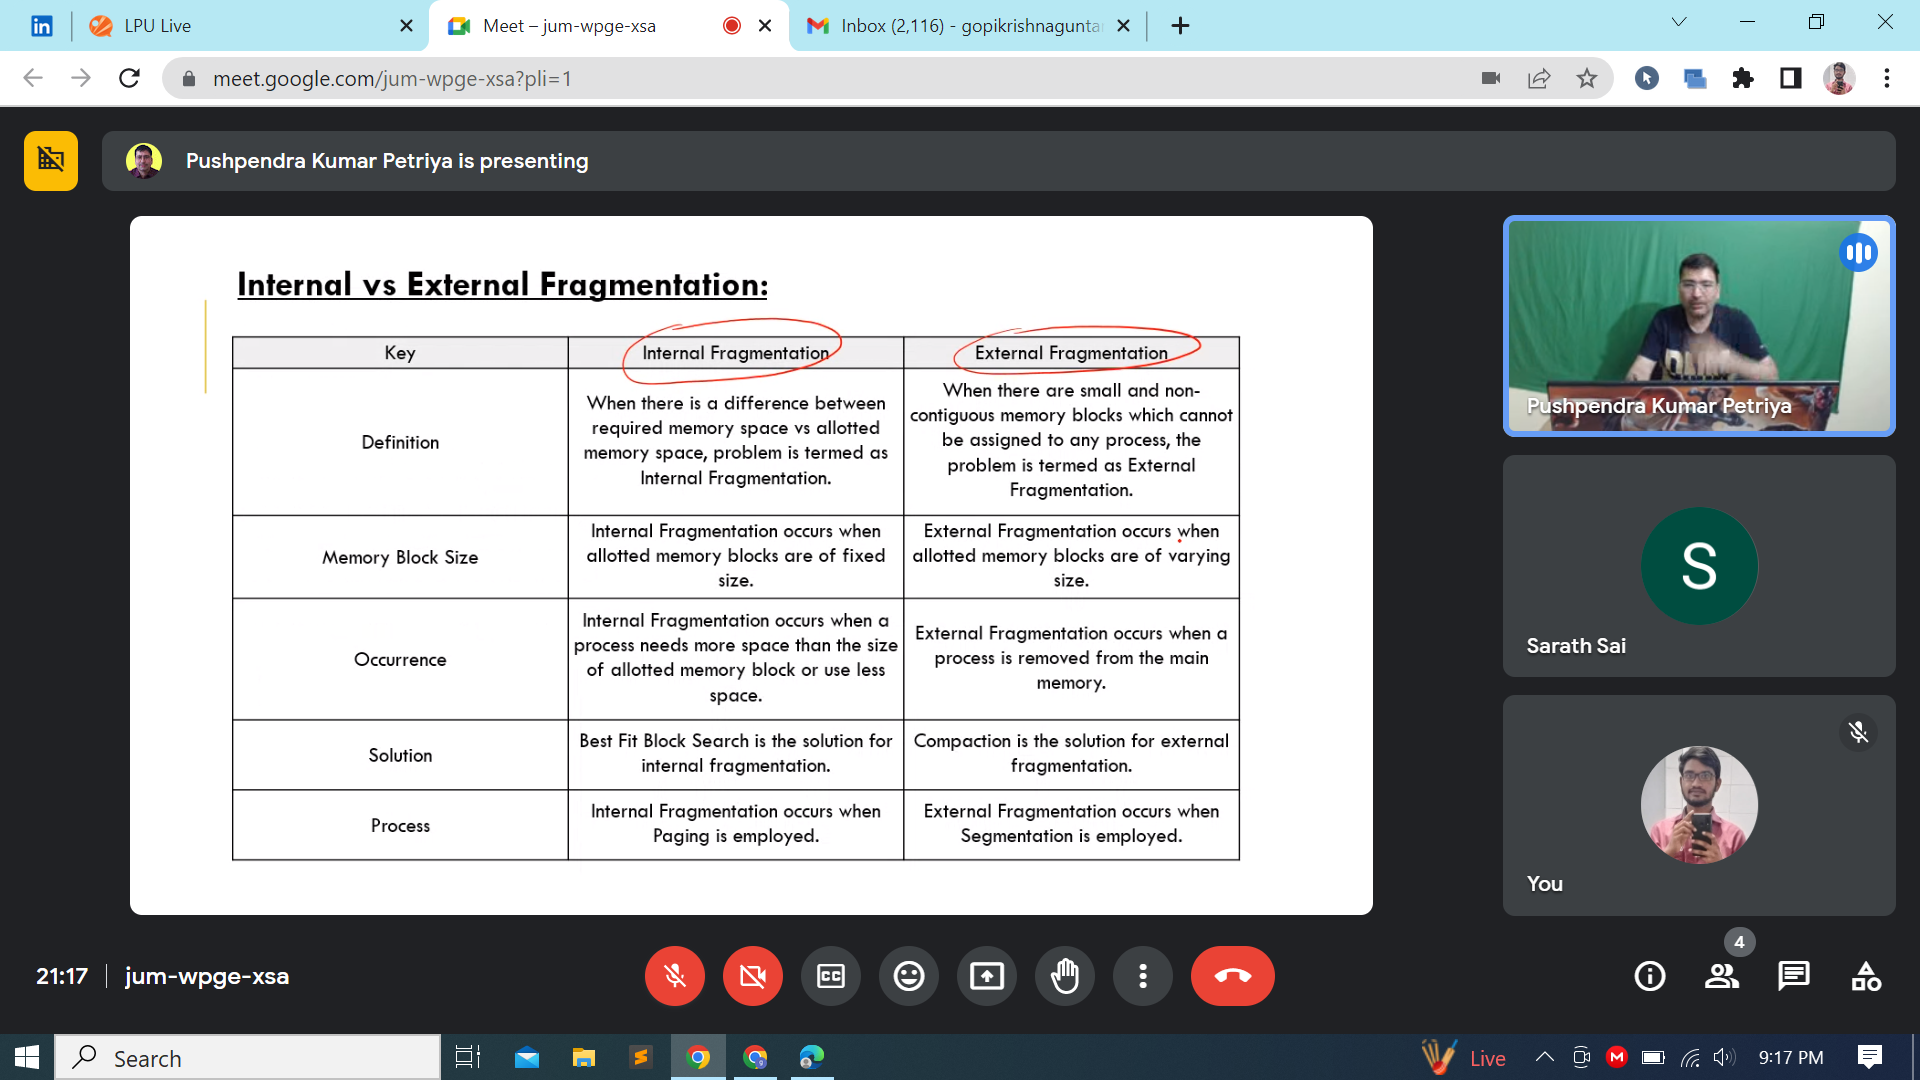 LPU Live
Meet – jum-wpge-xsa
Inbox (2,116) - gopikrishnagunta
meet.google.com/jum-wpge-xsa?pli=1
Pushpendra Kumar Petriya is presenting
Internal vs External Fragmentation:
Key
Internal Fragmentation
External Fragmentation
Definition
When there is a difference between
required memory space vs allotted
memory space, problem is termed as
Internal Fragmentation.
When there are small and non-
contiguous memory blocks which cannot
be assigned to any process, the
problem is termed as External
Fragmentation.
Memory Block Size
Internal Fragmentation occurs when
allotted memory blocks are of fixed
size.
External Fragmentation occurs when
allotted memory blocks are of varying
size.
Occurrence
Internal Fragmentation occurs when a
process needs more space than the size
of allotted memory block or use less
space.
External Fragmentation occurs when a
process is removed from the main
memory.
Solution
Best Fit Block Search is the solution for
internal fragmentation.
Compaction is the solution for external
fragmentation.
Process
Internal Fragmentation occurs when
Paging is employed.
External Fragmentation occurs when
Segmentation is employed.
Pushpendra Kumar Petriya
S
Sarath Sai
You
21:17
jum-wpge-xsa
4
Search
Live
9:17 PM